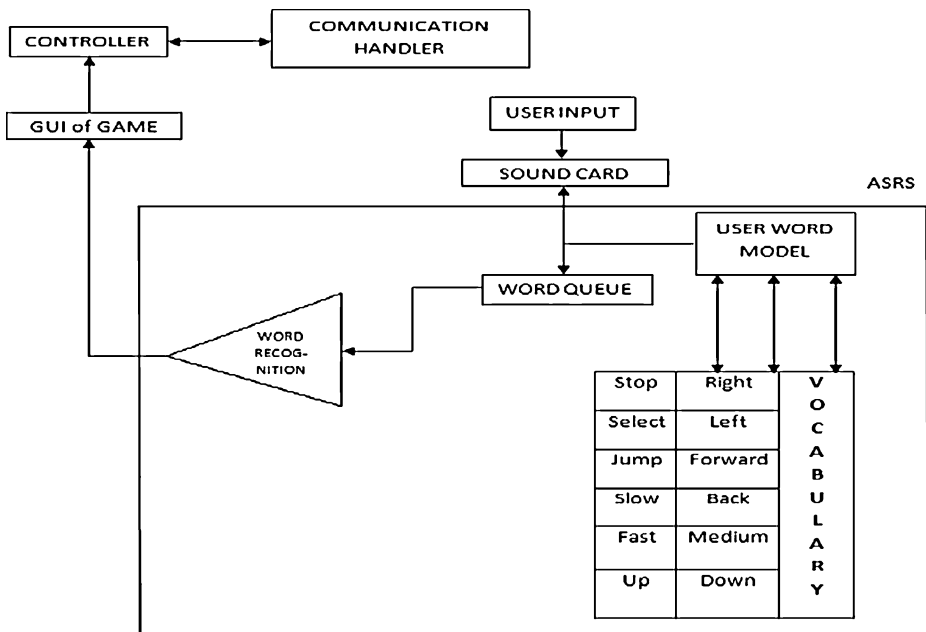 COMMUNICATION
HANDLER
CONTROLLER
GUI of GAME
USER INPUT
SOUND CARD
ASRS
USER WORD
MODEL
WORD QUEUE
WORD
RECOG-
NITION
Stop Right
Select Left
Jump Forward
Slow Back
Fast Medium
Up Down
VOCABULARY